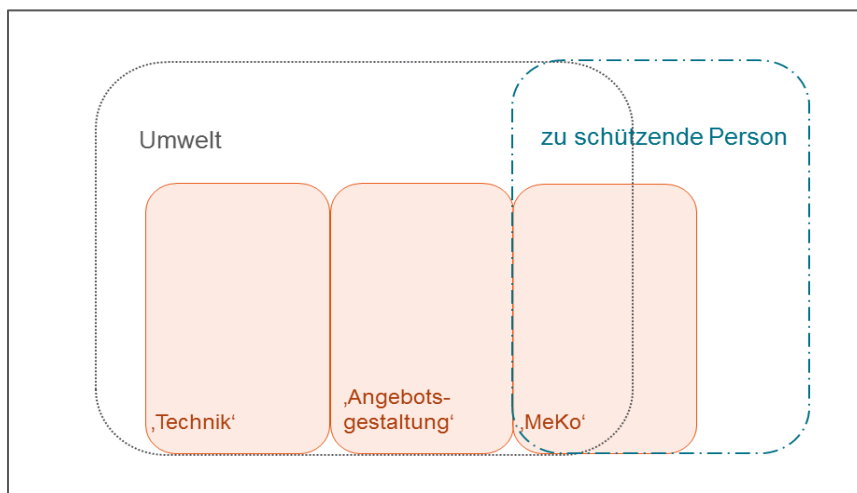 Umwelt
zu schützende Person
‚Technik‘
‚Angebots-
gestaltung‘
‚MeKo‘